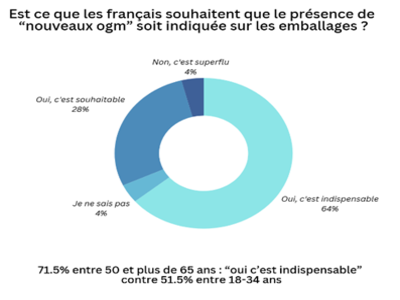 Est ce que les français souhaitent que le présence de
“nouveaux ogm” soit indiquée sur les emballages ?
Non, c'est superflu
4%
Oui, c'est souhaitable
28%
Oui, c'est indispensable
64%
Je ne sais pas
4%
71.5% entre 50 et plus de 65 ans : “oui c’est indispensable”
contre 51.5% entre 18-34 ans